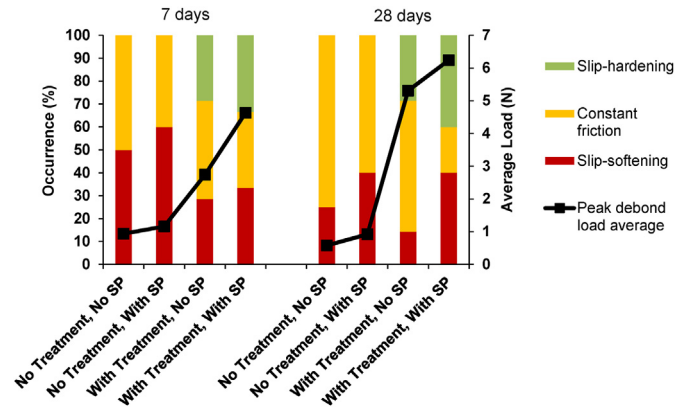 7 days
28 days
Occurrence (%)
100
90
80
70
60
50
40
30
20
10
0
7
6
5
4
3
2
1
0
Average Load (N)
No Treatment, No SP
No Treatment, With SP
With Treatment, No SP
With Treatment, With SP
No Treatment, No SP
No Treatment, With SP
With Treatment, No SP
With Treatment, With SP
Slip-hardening
Constant
friction
Slip-softening
Peak debond
load average